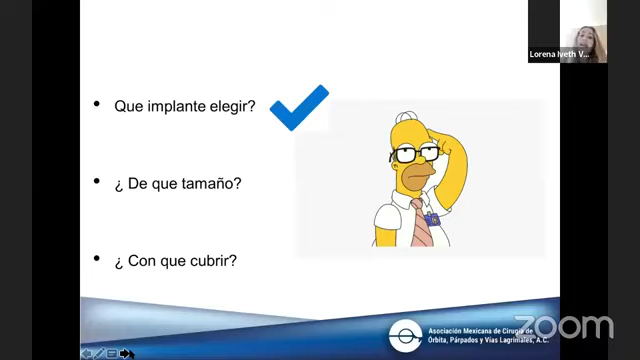 Lorena Iveth V...
• Que implante elegir?
• ¿ De que tamaño?
• ¿ Con que cubrir?
Asociación Mexicana de Cirugía de
Órbita, Párpados y Vías Lagrimales, A.C.
zoom